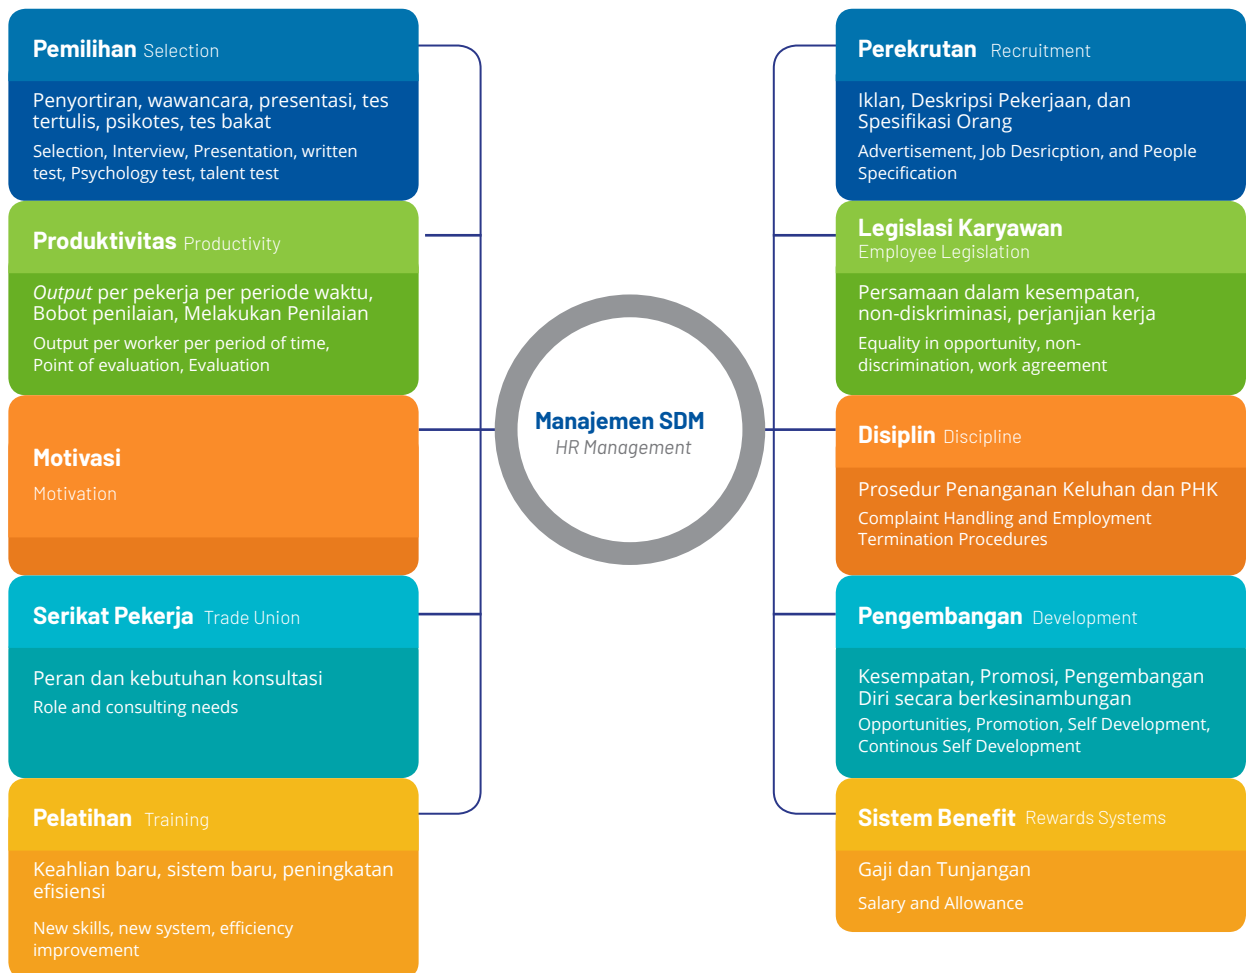 Pemilihan Selection
Penyortiran, wawancara, presentasi, tes
tertulis, psikotes, tes bakat
Selection, Interview, Presentation, written
test, Psychology test, talent test
Produktivitas Productivity
Output per pekerja per periode waktu,
Bobot penilaian, Melakukan Penilaian
Output per worker per period of time,
Point of evaluation, Evaluation
Motivasi
Motivation
Serikat Pekerja Trade Union
Peran dan kebutuhan konsultasi
Role and consulting needs
Pelatihan Training
Keahlian baru, sistem baru, peningkatan
efisiensi
New skills, new system, efficiency
improvement
Manajemen SDM
HR Management
Perekrutan Recruitment
Iklan, Deskripsi Pekerjaan, dan
Spesifikasi Orang
Advertisement, Job Desricption, and People
Specification
Legislasi Karyawan
Employee Legislation
Persamaan dalam kesempatan,
non-diskriminasi, perjanjian kerja
Equality in opportunity, non-
discrimination, work agreement
Disiplin Discipline
Prosedur Penanganan Keluhan dan PHK
Complaint Handling and Employment
Termination Procedures
Pengembangan Development
Kesempatan, Promosi, Pengembangan
Diri secara berkesinambungan
Opportunities, Promotion, Self Development,
Continous Self Development
Sistem Benefit Rewards Systems
Gaji dan Tunjangan
Salary and Allowance